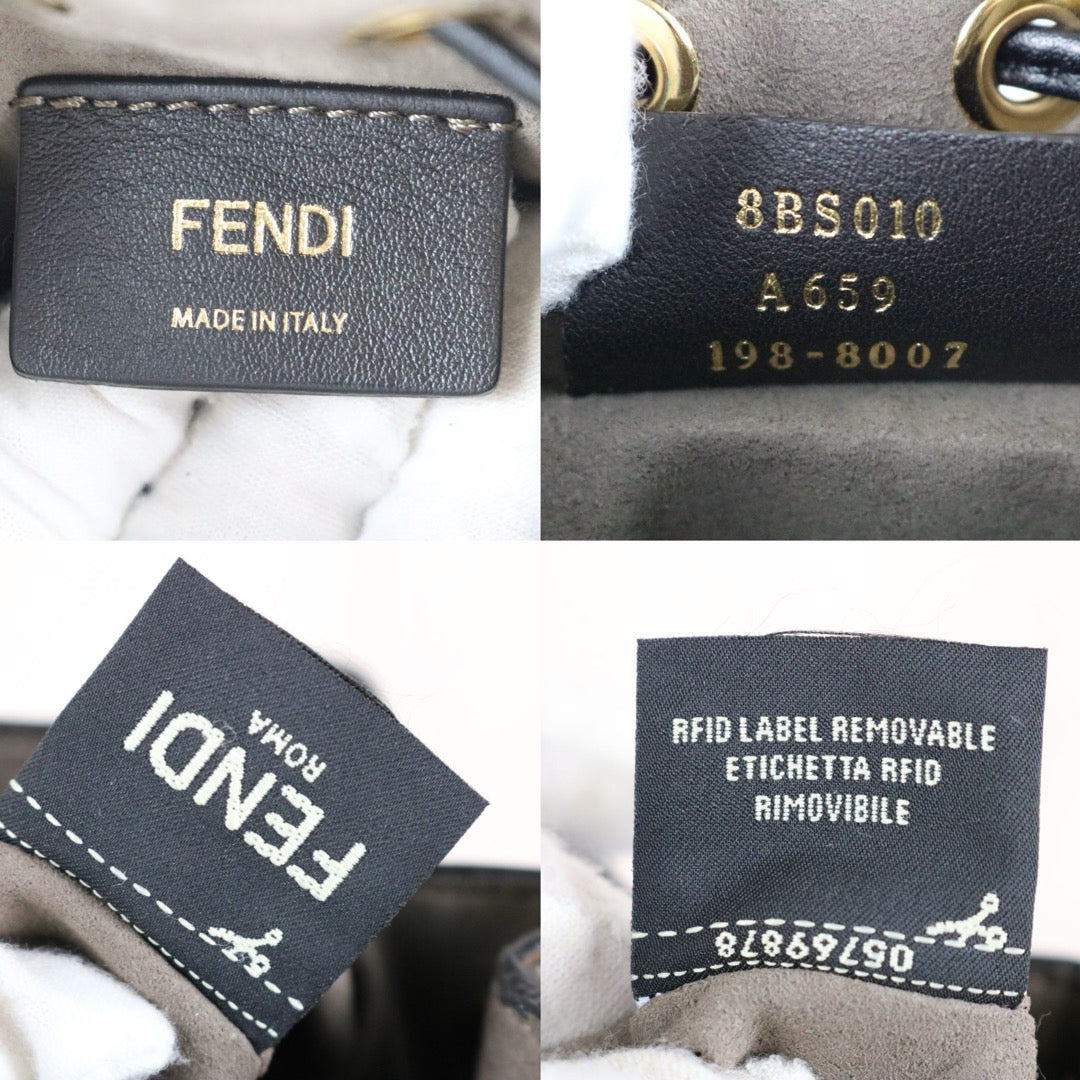 FENDI
MADE IN ITALY
8BS010
A659
198-8007
FENDI
ROMA
RFID LABEL REMOVABLE
ETICHETTA RFID
RIMOVIBILE
05769878